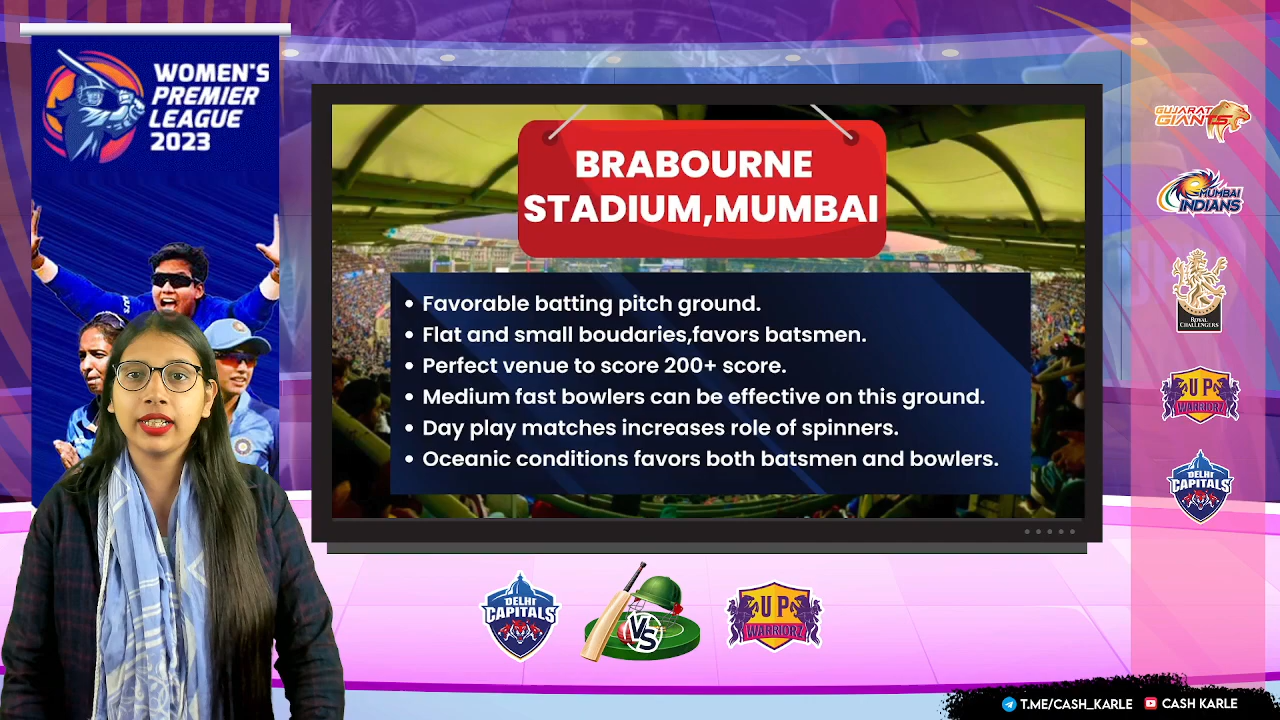 WOMEN'S
PREMIER
LEAGUE
2023
BRABOURNE
STADIUM,MUMBAI
• Favorable batting pitch ground.
• Flat and small boudaries,favors batsmen.
• Perfect venue to score 200+ score.
• Medium fast bowlers can be effective on this ground.
• Day play matches increases role of spinners.
• Oceanic conditions favors both batsmen and bowlers.
GUJARAT
GIANTS
MUMBAI
INDIANS
ROYAL
CHALLENGERS
UP
WARRIORZ
DELHI
CAPITALS
DELHI
CAPITALS
VS
UP
WARRIORZ
T.ME/CASH_KARLE
CASH KARLE